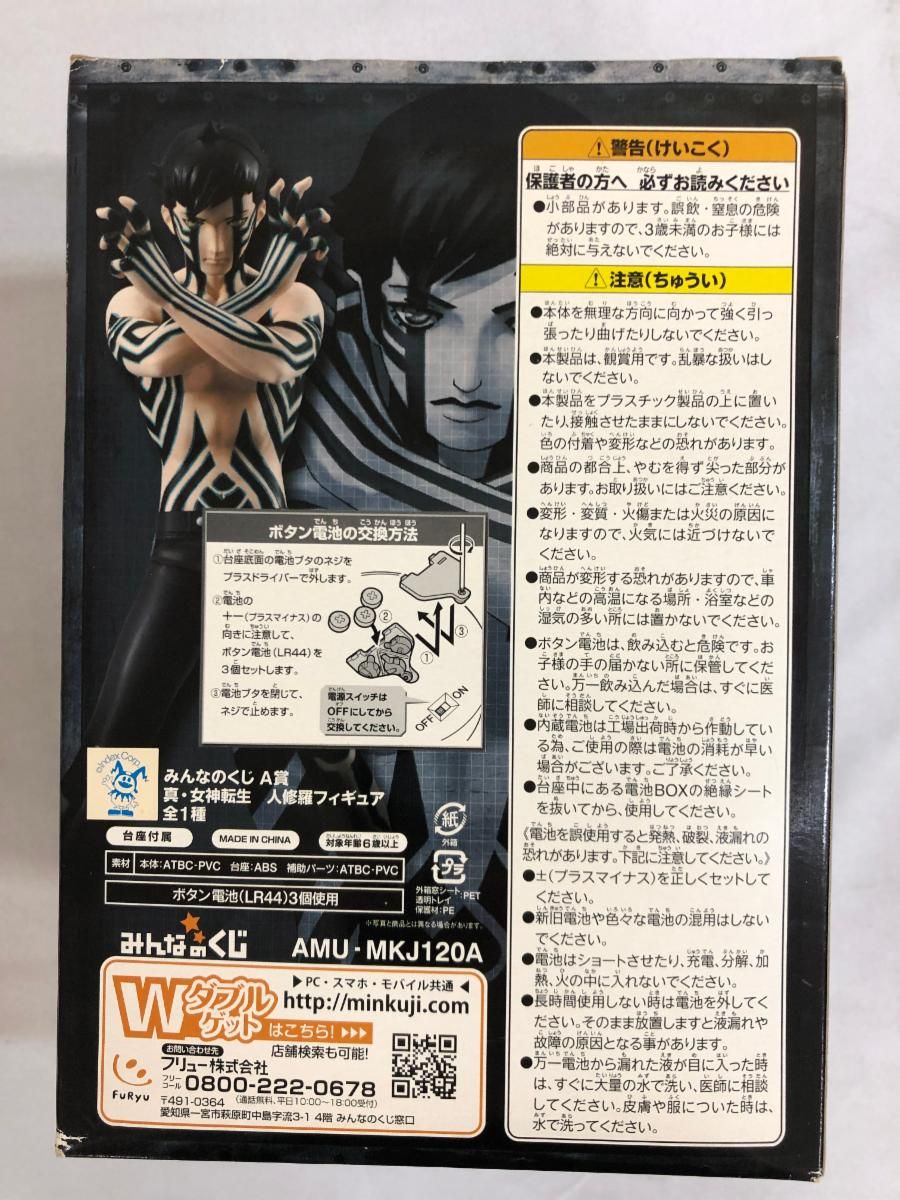 ⚠警告(けいこく)
保護者の方へ 必ずお読みください
●小部品があります。誤飲・窒息の危険
がありますので、3歳未満のお子様には
絶対に与えないでください。
⚠注意(ちゅうい)
●本体を無理な方向に向かって強く引っ
張ったり曲げたりしないでください。
●本製品は、観賞用です。乱暴な扱いはし
ないでください。
●本製品をプラスチック製品の上に置い
たり、接触させたままにしないでください。
色の付着や変形などの恐れがあります。
●商品の都合上、やむを得ず尖った部分が
あります。お取り扱いにはご注意ください。
●変形・変質・火傷または火災の原因に
なりますので、火気には近づけないで
ください。
●商品が変形する恐れがありますので、車
内などの高温になる場所・浴室などの
湿気の多い所には置かないでください。
●ボタン電池は、飲み込むと危険です。お
子様の手の届かない所に保管してくだ
さい。万一飲み込んだ場合は、すぐに医
師に相談してください。
●内蔵電池は工場出荷時から作動してい
る為、ご使用の際は電池の消耗が早い
場合がございます。ご了承ください。
●台座中にある電池BOXの絶縁シート
を抜いてから、使用してください。
《電池を誤使用すると発熱、破裂、液漏れの
恐れがあります。下記に注意してください。》
●±(プラスマイナス)を正しくセットして
ください。
●新旧電池や色々な電池の混用はしない
でください。
●電池はショートさせたり、充電、分解、加
熱、火の中に入れないでください。
●長時間使用しない時は電池を外してく
ださい。そのまま放置しますと液漏れや
故障の原因となる事があります。
●万一電池から漏れた液が目に入った時
は、すぐに大量の水で洗い、医師に相談
してください。皮膚や服についた時は、
水で洗ってください。
ボタン電池の交換方法
①台座底面の電池ブタのネジを
プラスドライバーで外します。
②電池の
+-(プラスマイナス)の
向きに注意して、
ボタン電池(LR44)を
3個セットします。
③電池ブタを閉じて、
ネジで止めます。
②
①
③
電源スイッチは
OFFにしてから
交換してください。
OFF
ON
©Index Corp
みんなのくじ A賞
真・女神転生 人修羅フィギュア
全1種
台座付属
MADE IN CHINA
対象年齢6歳以上
素材 本体:ATBC-PVC 台座:ABS 補助パーツ:ATBC-PVC
ボタン電池(LR44)3個使用
紙
外箱
プラ
外箱窓シート:PET
透明トレイ
保護材:PE
※写真と商品とは異なる場合があります。
みんなのくじ
AMU-MKJ120A
Wダブルゲットはこちら!
▶PC・スマホ・モバイル共通◀
http://minkuji.com
店舗検索も可能!
お問い合わせ先
フリュー株式会社
フリーコール 0800-222-0678
FURYU
(通話無料、平日10:00〜18:00受付)
〒491-0364
愛知県一宮市萩原町中島字流3-1 4階 みんなのくじ窓口